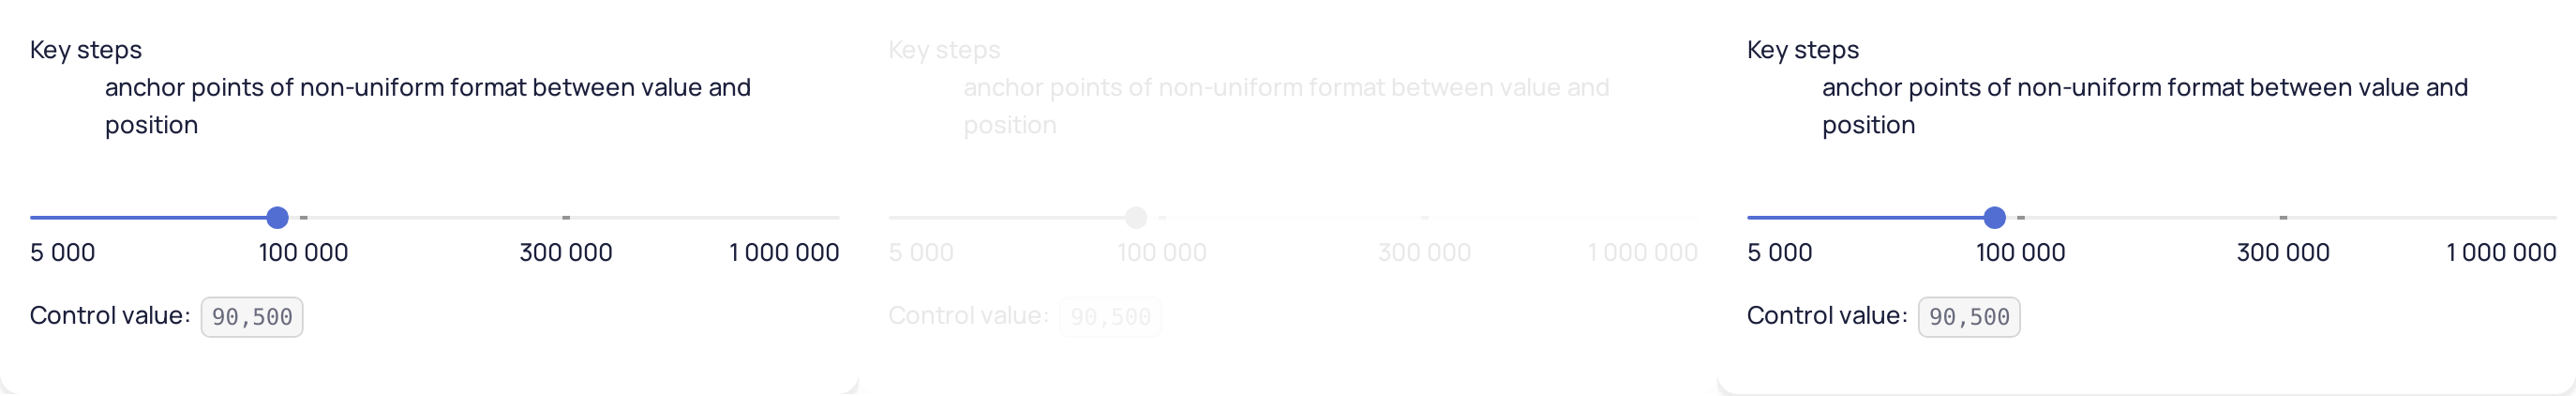 Key steps
anchor points of non-uniform format between value and
position
5 000 100 000 300 000 1 000 000
Control value: 90,500
Key steps
anchor points of non-uniform format between value and
position
5 000 100 000 300 000 1 000 000
Control value: 90,500
Key steps
anchor points of non-uniform format between value and
position
5 000 100 000 300 000 1 000 000
Control value: 90,500